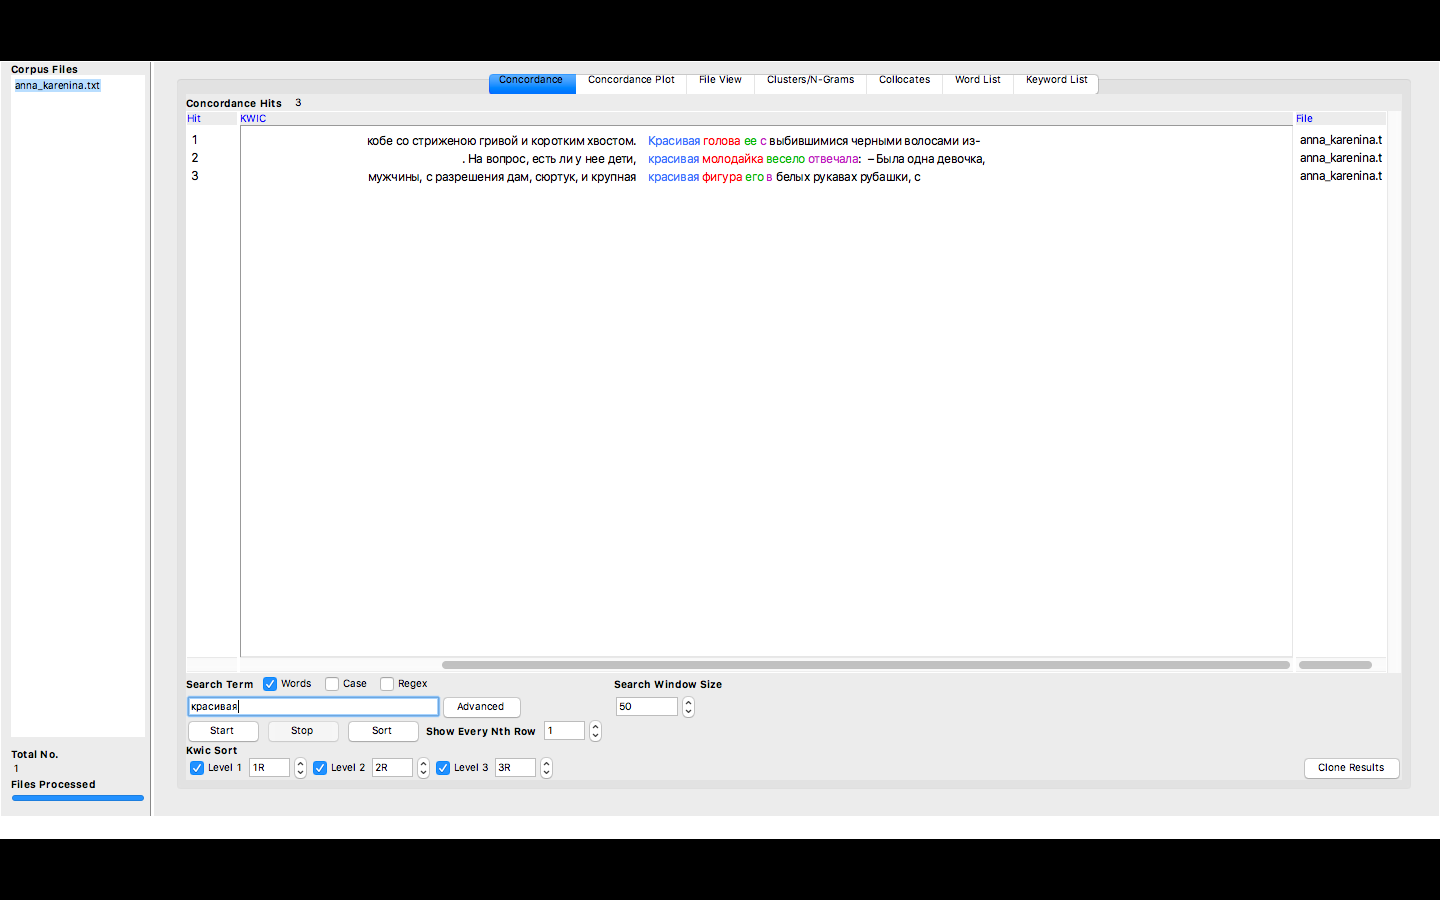 Corpus Files
anna_karenina.txt
Concordance Concordance Plot File View Clusters/N-Grams Collocates Word List Keyword List
Concordance Hits 3
Hit KWIC File
1 кобе со стриженою гривой и коротким хвостом. Красивая голова ее с выбившимися черными волосами из- anna_karenina.t
2 . На вопрос, есть ли у нее дети, красивая молодайка весело отвечала: – Была одна девочка, anna_karenina.t
3 мужчины, с разрешения дам, сюртук, и крупная красивая фигура его в белых рукавах рубашки, с anna_karenina.t
Search Term Words Case Regex Search Window Size
красивая Advanced 50
Start Stop Sort Show Every Nth Row 1
Kwic Sort
Level 1 1R Level 2 2R Level 3 3R Clone Results
Total No.
1
Files Processed